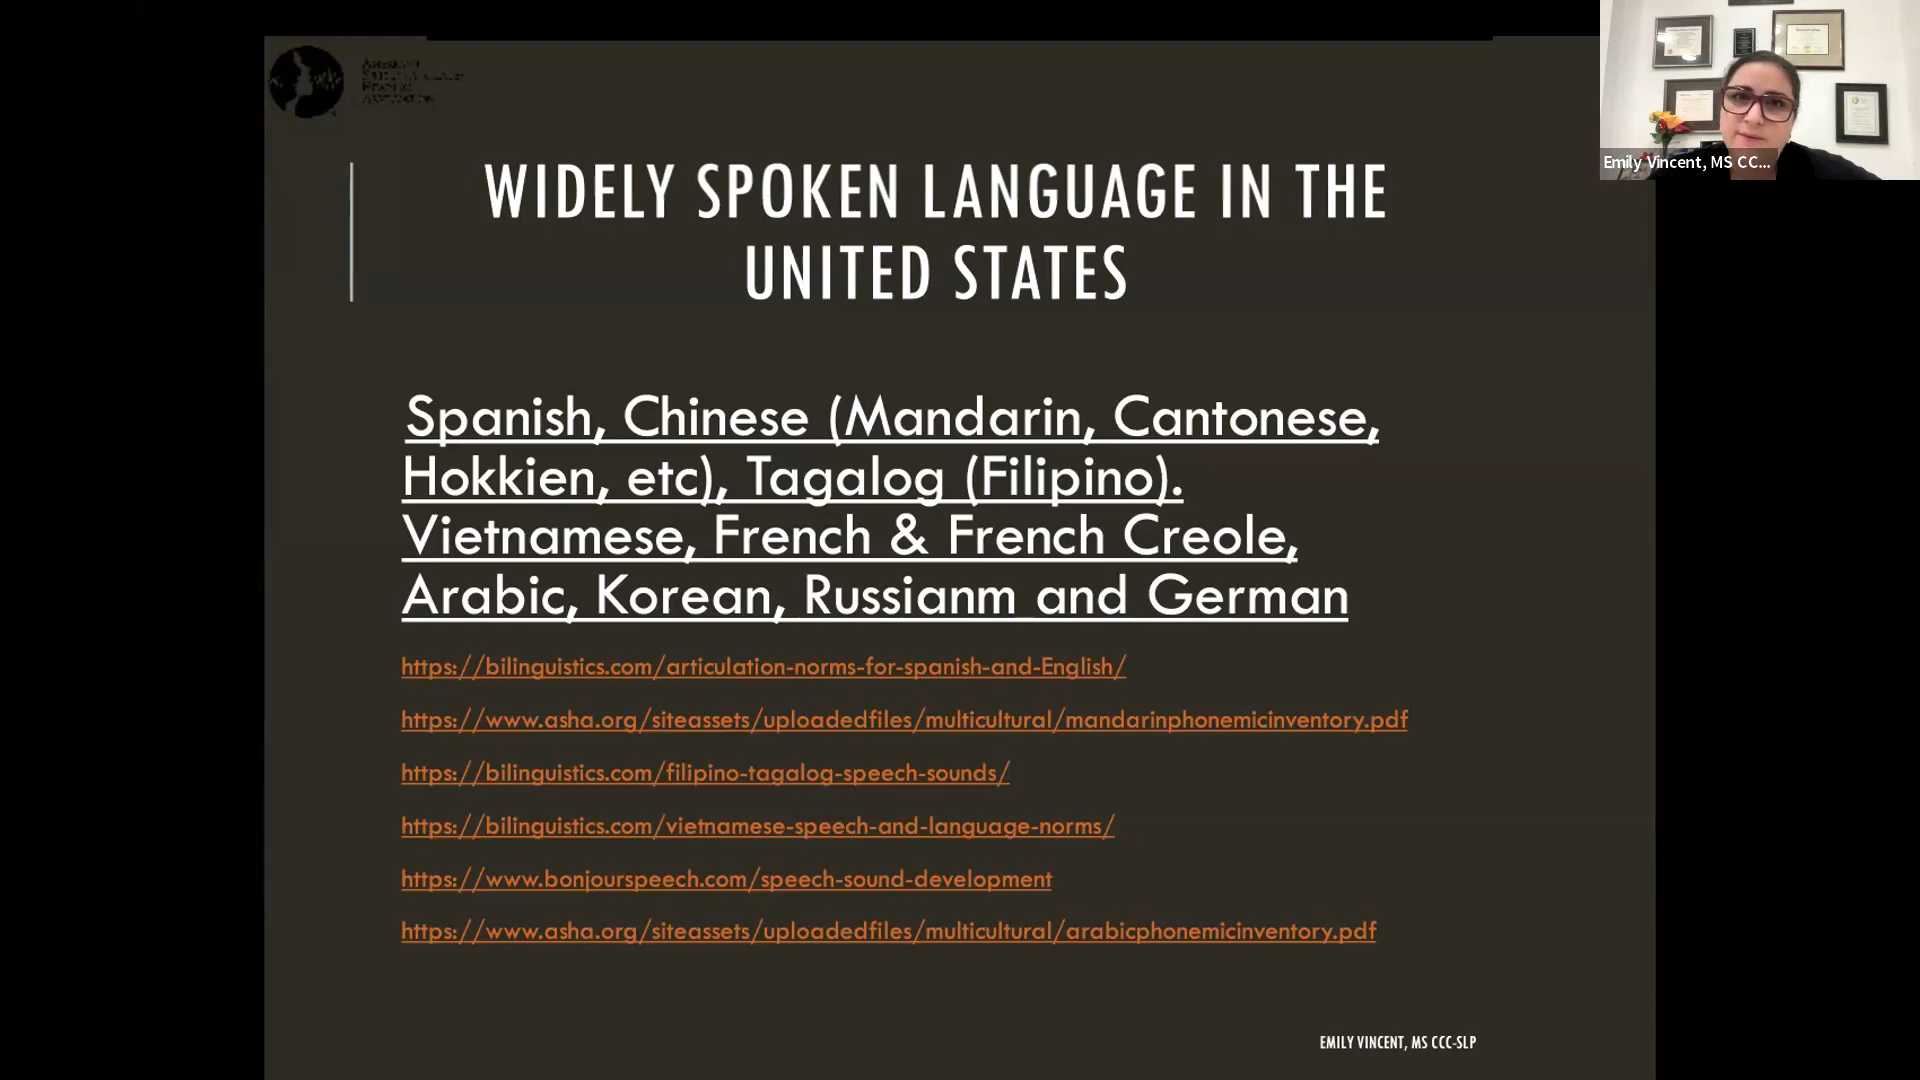 WIDELY SPOKEN LANGUAGE IN THE
UNITED STATES
Spanish, Chinese (Mandarin, Cantonese,
Hokkien, etc), Tagalog (Filipino).
Vietnamese, French & French Creole,
Arabic, Korean, Russianm and German
https://bilinguistics.com/articulation-norms-for-spanish-and-English/
https://www.asha.org/siteassets/uploadedfiles/multicultural/mandarinphonemicinventory.pdf
https://bilinguistics.com/filipino-tagalog-speech-sounds/
https://bilinguistics.com/vietnamese-speech-and-language-norms/
https://www.bonjourspeech.com/speech-sound-development
https://www.asha.org/siteassets/uploadedfiles/multicultural/arabicphonemicinventory.pdf
EMILY VINCENT, MS CCC-SLP
Emily Vincent, MS CC...